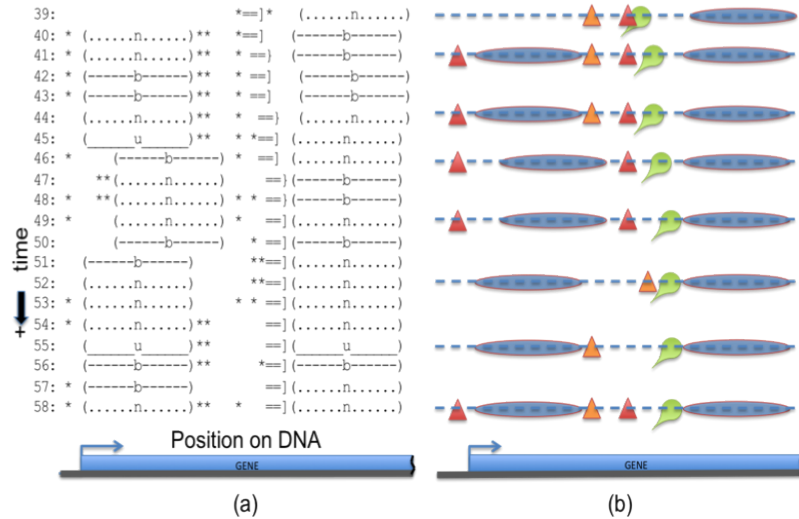 39: *==]* (......n.....)
40: * (......n......)** *==] (------b-------)
41: * (------b------)** * ==} (......n.......)
42: * (------b------)** * ==] (------b-------)
43: * (------b------)** * ==] (------b-------)
44: * (......n......)** * ==} (......n......)
45: (______u______)** * *==] (......n......)
46: * (------b------) * ==] (......n......)
47: **(......n......) ==}(------b------)
48: * **(......n......) * * ==}(------b------)
49: * (......n......) * ==](......n......)
50: (------b------) * ==](------b------)
51: (------b------) **==](......n......)
52: (......n......) **==](......n......)
53: * (......n......) * * ==](......n......)
54: * (......n......)** ==](......n......)
55: (______u______)** ==](______u______)
56: * (------b------)** *==](------b------)
57: * (------b------) ==](......n......)
58: * (......n......)** * ==](......n......)
time
+
Position on DNA
GENE
GENE
(a)
(b)